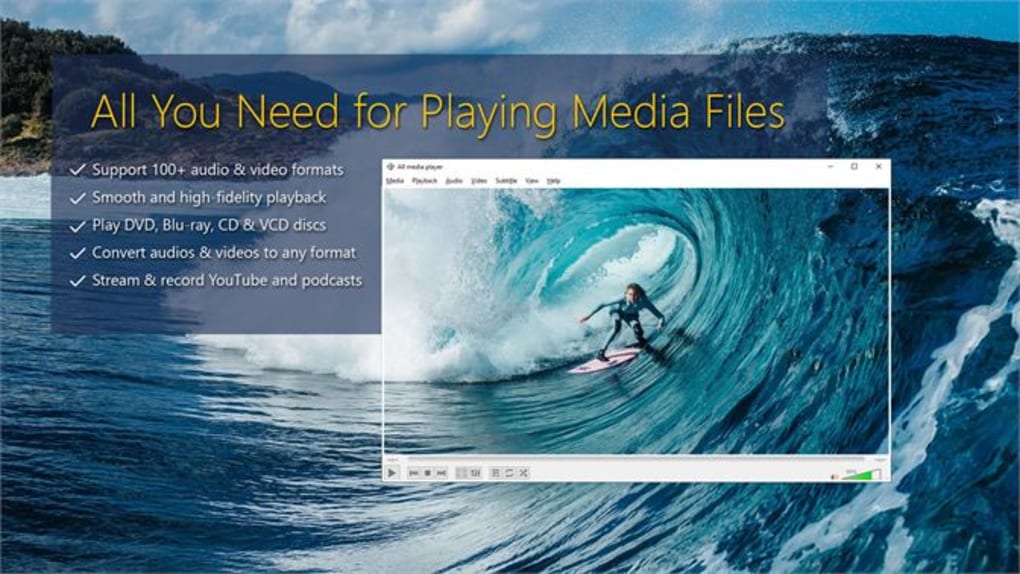 All You Need for Playing Media Files
Support 100+ audio & video formats
Smooth and high-fidelity playback
Play DVD, Blu-ray, CD & VCD discs
Convert audios & videos to any format
Stream & record YouTube and podcasts
All media player
Media Playback Audio Video Subtitle View Help